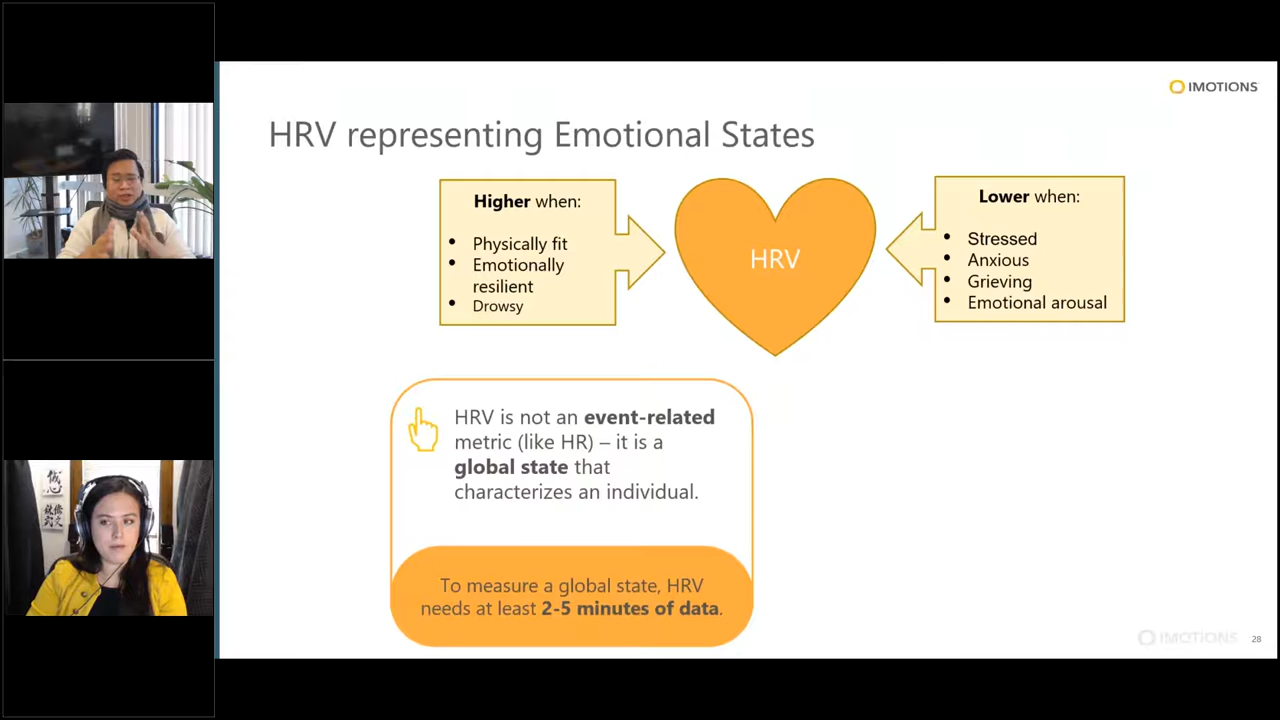 IMOTIONS
HRV representing Emotional States
Higher when:
• Physically fit
• Emotionally
resilient
• Drowsy
HRV
Lower when:
• Stressed
• Anxious
• Grieving
• Emotional arousal
HRV is not an event-related
metric (like HR) – it is a
global state that
characterizes an individual.
To measure a global state, HRV
needs at least 2-5 minutes of data.
IMOTIONS
28